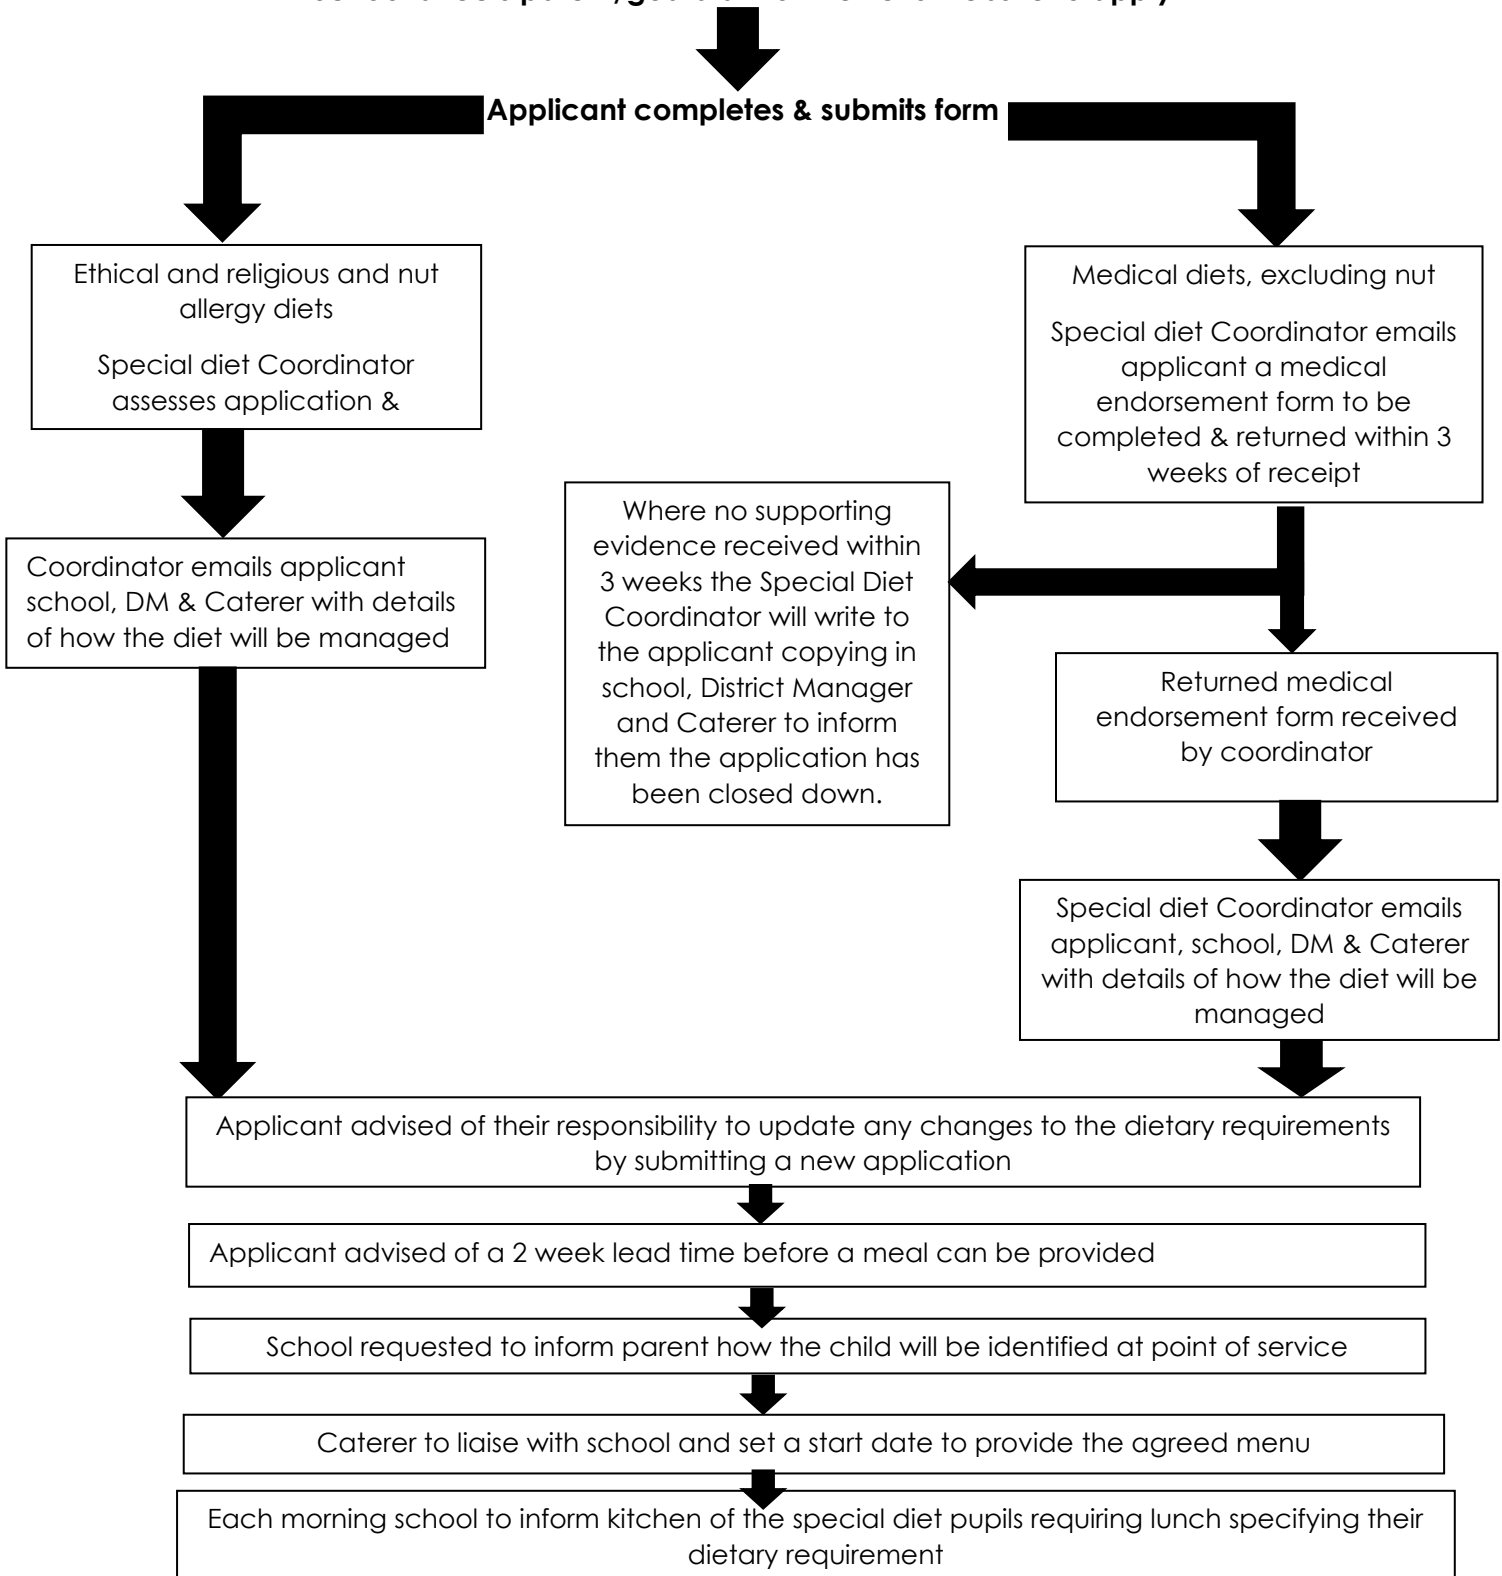 Applicant completes & submits form
Ethical and religious and nut
allergy diets
Special diet Coordinator
assesses application &
Medical diets, excluding nut
Special diet Coordinator emails
applicant a medical
endorsement form to be
completed & returned within 3
weeks of receipt
Coordinator emails applicant
school, DM & Caterer with details
of how the diet will be managed
Where no supporting
evidence received within
3 weeks the Special Diet
Coordinator will write to
the applicant copying in
school, District Manager
and Caterer to inform
them the application has
been closed down.
Returned medical
endorsement form received
by coordinator
Special diet Coordinator emails
applicant, school, DM & Caterer
with details of how the diet will be
managed
Applicant advised of their responsibility to update any changes to the dietary requirements
by submitting a new application
Applicant advised of a 2 week lead time before a meal can be provided
School requested to inform parent how the child will be identified at point of service
Caterer to liaise with school and set a start date to provide the agreed menu
Each morning school to inform kitchen of the special diet pupils requiring lunch specifying their
dietary requirement